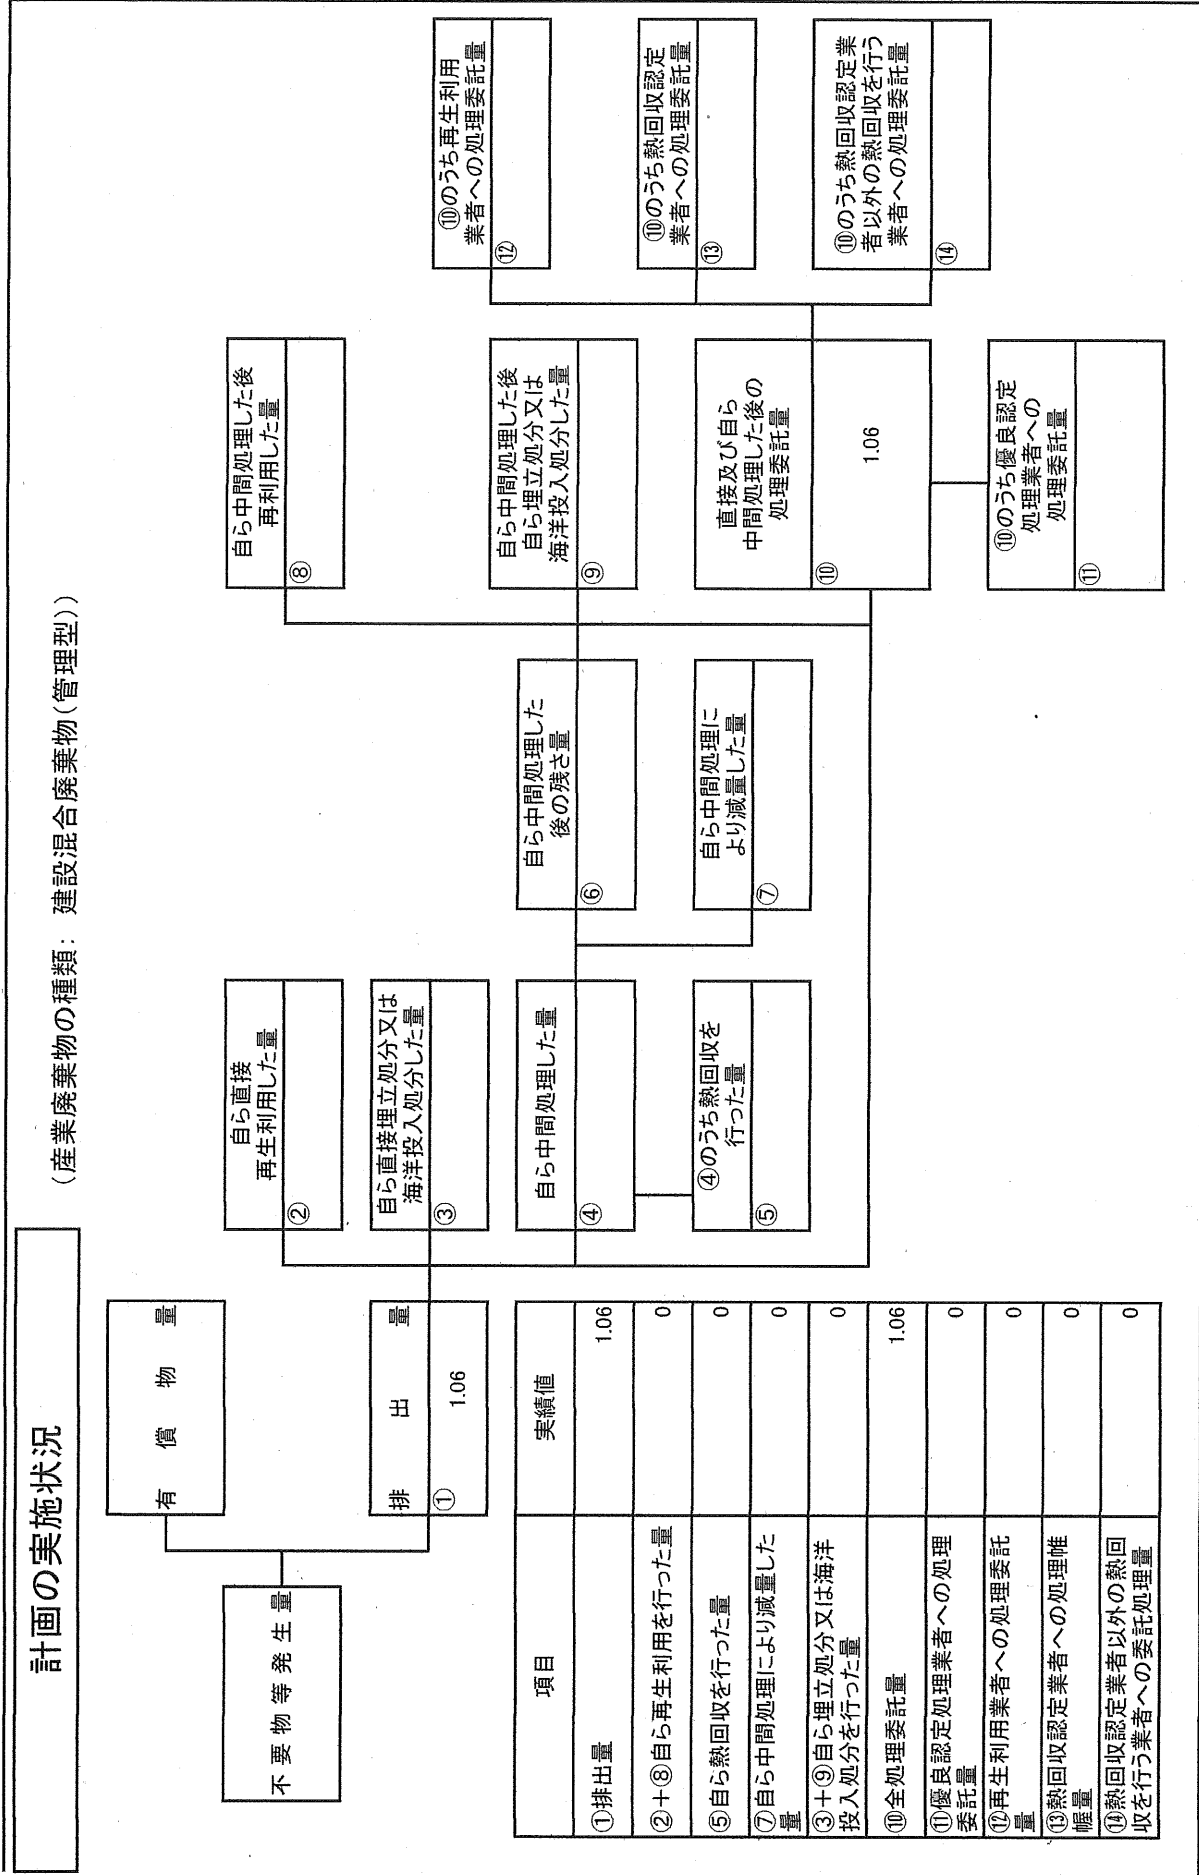 計画の実施状況
(産業廃棄物の種類： 建設混合廃棄物(管理型))
不要物等発生量
有償物量
排出量
①
1.06
自ら直接
再生利用した量
②
自ら直接埋立処分又は
海洋投入処分した量
③
自ら中間処理した量
④
④のうち熱回収を
行った量
⑤
自ら中間処理した
後の残さ量
⑥
自ら中間処理に
より減量した量
⑦
自ら中間処理した後
再利用した量
⑧
自ら中間処理した後
自ら埋立処分又は
海洋投入処分した量
⑨
直接及び自ら
中間処理した後の
処理委託量
⑩
1.06
⑩のうち優良認定
処理業者への
処理委託量
⑪
⑩のうち再生利用
業者への処理委託量
⑫
⑩のうち熱回収認定
業者への処理委託量
⑬
⑩のうち熱回収認定業
者以外の熱回収を行う
業者への処理委託量
⑭
項目 実績値
①排出量 1.06
②＋⑧自ら再生利用を行った量 0
⑤自ら熱回収を行った量 0
⑦自ら中間処理により減量した
量 0
③＋⑨自ら埋立処分又は海洋
投入処分を行った量 0
⑩全処理委託量 1.06
⑪優良認定処理業者への処理
委託量 0
⑫再生利用業者への処理委託
量 0
⑬熱回収認定業者への処理帷
幄量 0
⑭熱回収認定業者以外の熱回
収を行う業者への委託処理量 0